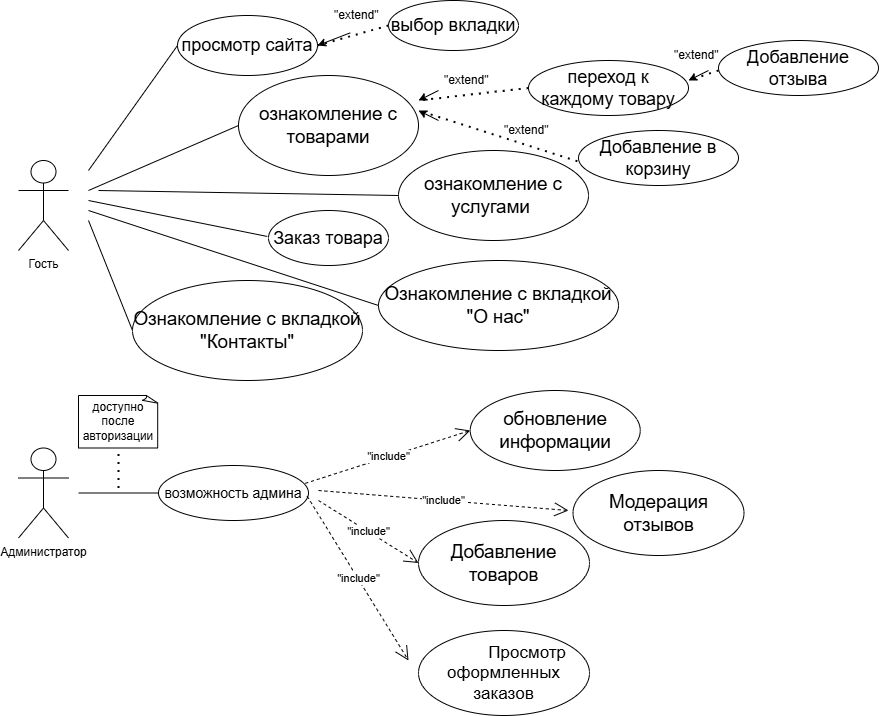 "extend"
выбор вкладки
просмотр сайта
"extend"
Добавление
отзыва
"extend"
переход к
каждому товару
ознакомление с
товарами
"extend"
Добавление в
корзину
ознакомление с
услугами
Заказ товара
Гость
Ознакомление с вкладкой
"О нас"
Ознакомление с вкладкой
"Контакты"
доступно
после
авторизации
обновление
информации
"include"
возможность админа
"include"
Модерация
отзывов
"include"
Администратор
Добавление
товаров
"include"
Просмотр
оформленных
заказов